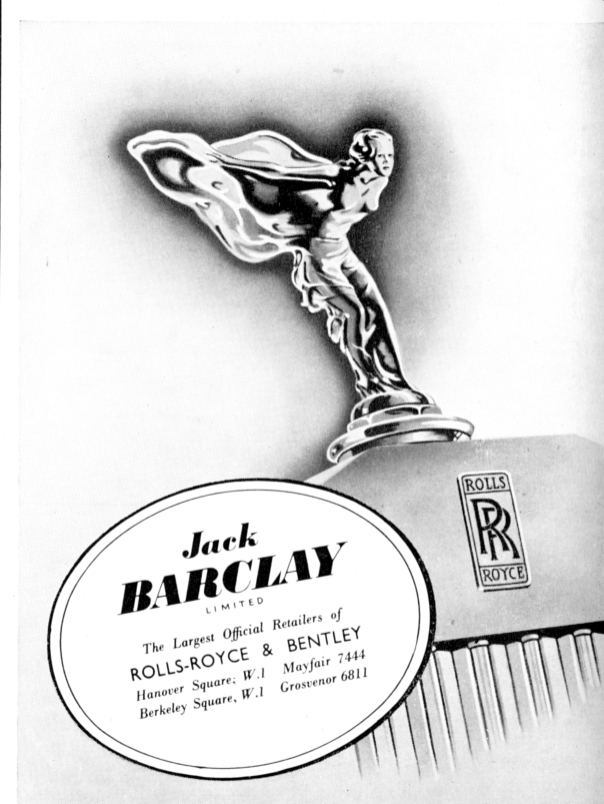 ROLLS
RR
ROYCE
Jack
BARCLAY
LIMITED
The Largest Official Retailers of
ROLLS-ROYCE & BENTLEY
Hanover Square; W.1 Mayfair 7444
Berkeley Square, W.1 Grosvenor 6811